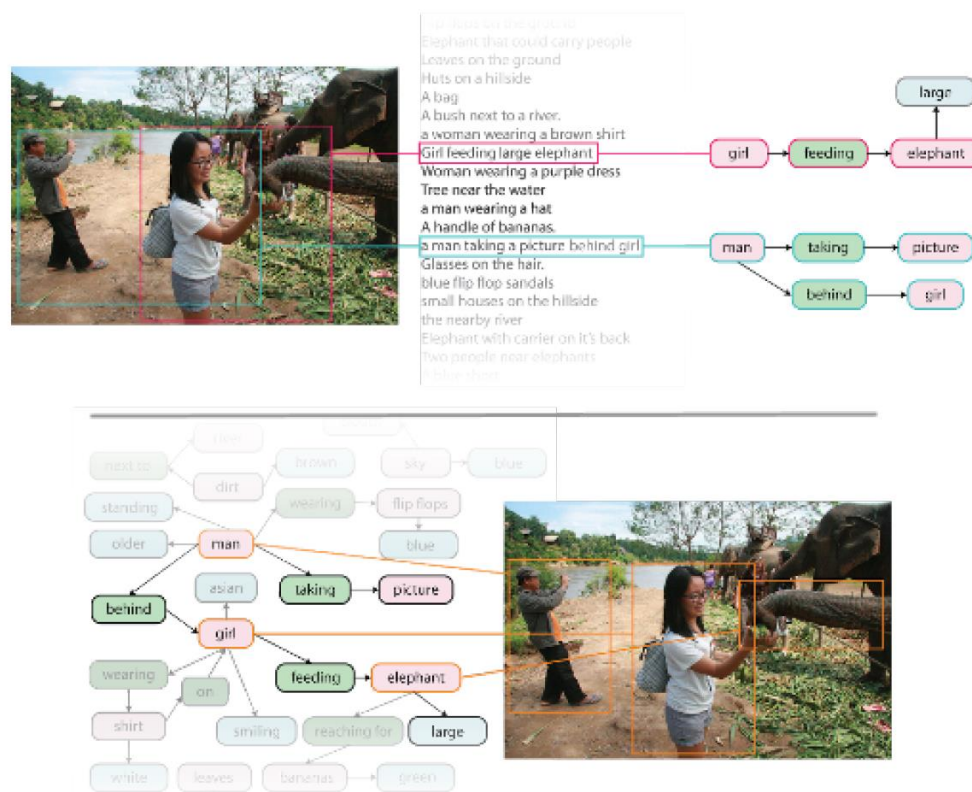 Elephant that could carry people
Leaves on the ground
Huts on a hillside
A bag
A bush next to a river.
a woman wearing a brown shirt
Girl feeding large elephant
Woman wearing a purple dress
Tree near the water
a man wearing a hat
A handle of bananas.
a man taking a picture behind girl
Glasses on the hair.
blue flip flop sandals
small houses on the hillside
the nearby river
Elephant with carrier on it's back
Two people near elephants
large
girl feeding elephant
man taking picture
behind girl
next to brown sky blue
dirt
standing wearing flip flops
older man blue
asian taking picture
behind
girl
wearing on feeding elephant
shirt smiling reaching for large
white leaves bananas green